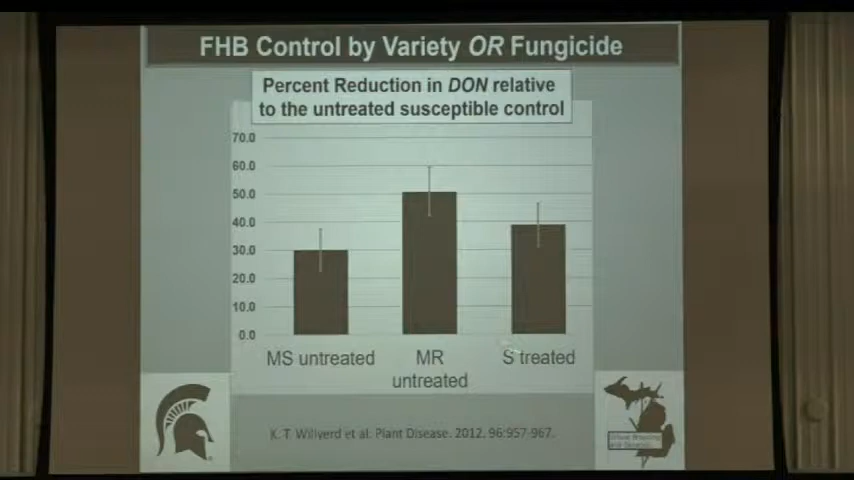 FHB Control by Variety OR Fungicide
Percent Reduction in DON relative
to the untreated susceptible control
70.0
60.0
50.0
40.0
30.0
20.0
10.0
0.0
MS untreated
MR
untreated
S treated
K. T. Willyerd et al. Plant Disease. 2012. 96:957-967.